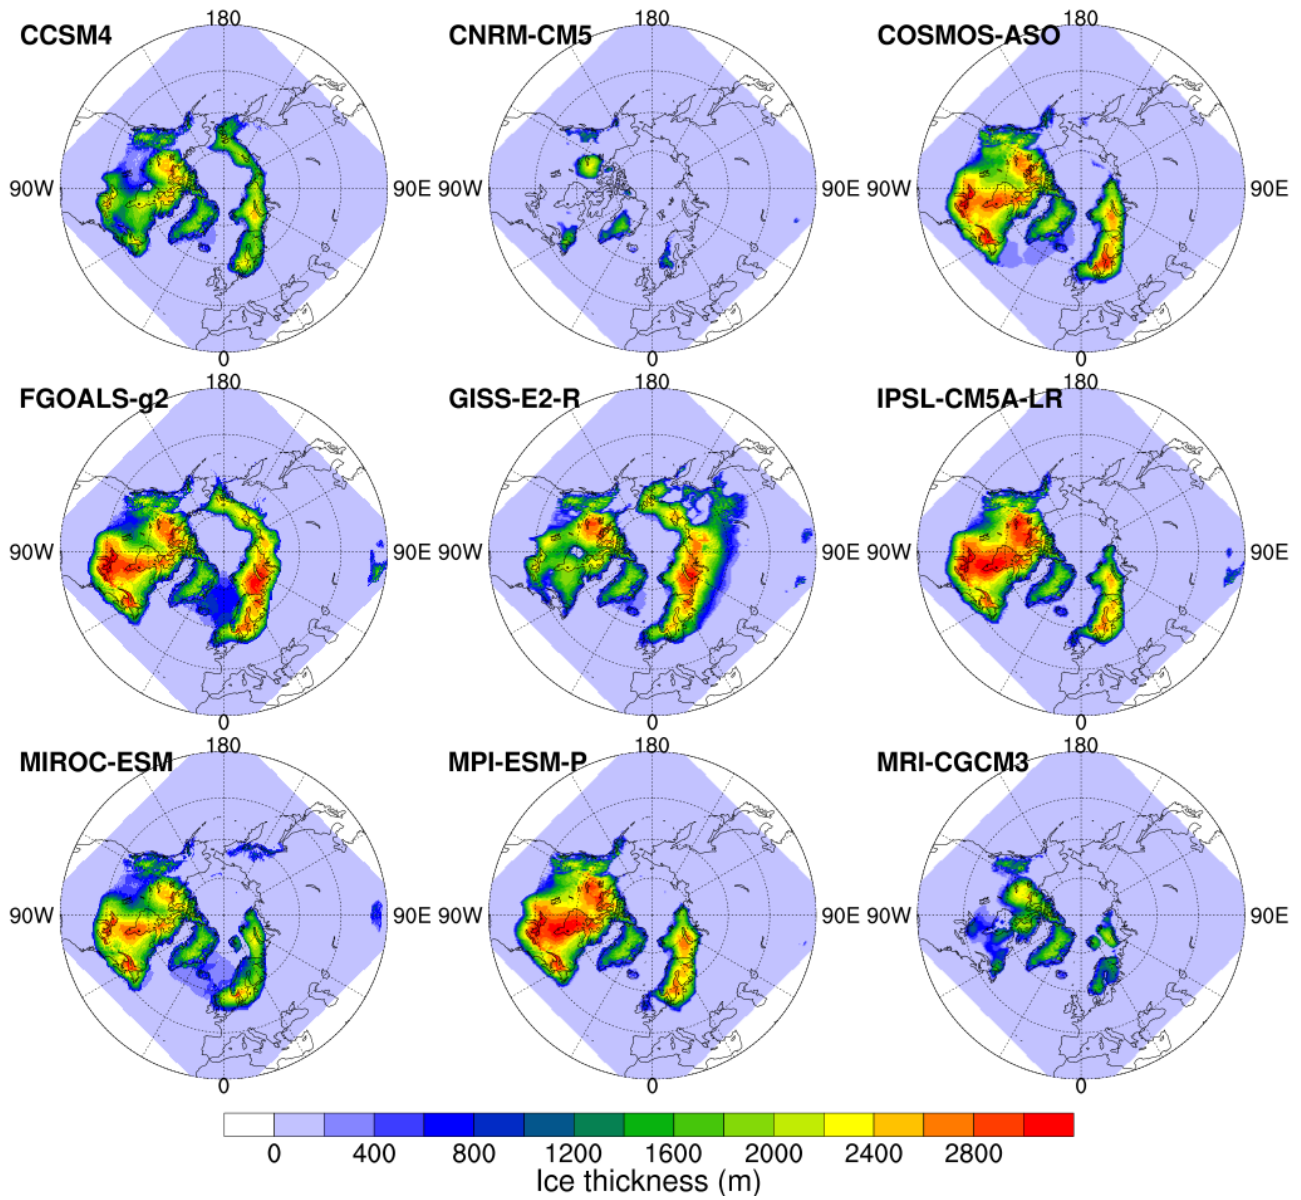 180 180 180
CCSM4 CNRM-CM5 COSMOS-ASO
90W 90E 90W 90E 90W 90E
0 0 0
180 180 180
FGOALS-g2 GISS-E2-R IPSL-CM5A-LR
90W 90E 90W 90E 90W 90E
0 0 0
180 180 180
MIROC-ESM MPI-ESM-P MRI-CGCM3
90W 90E 90W 90E 90W 90E
0 0 0
0 400 800 1200 1600 2000 2400 2800
Ice thickness (m)